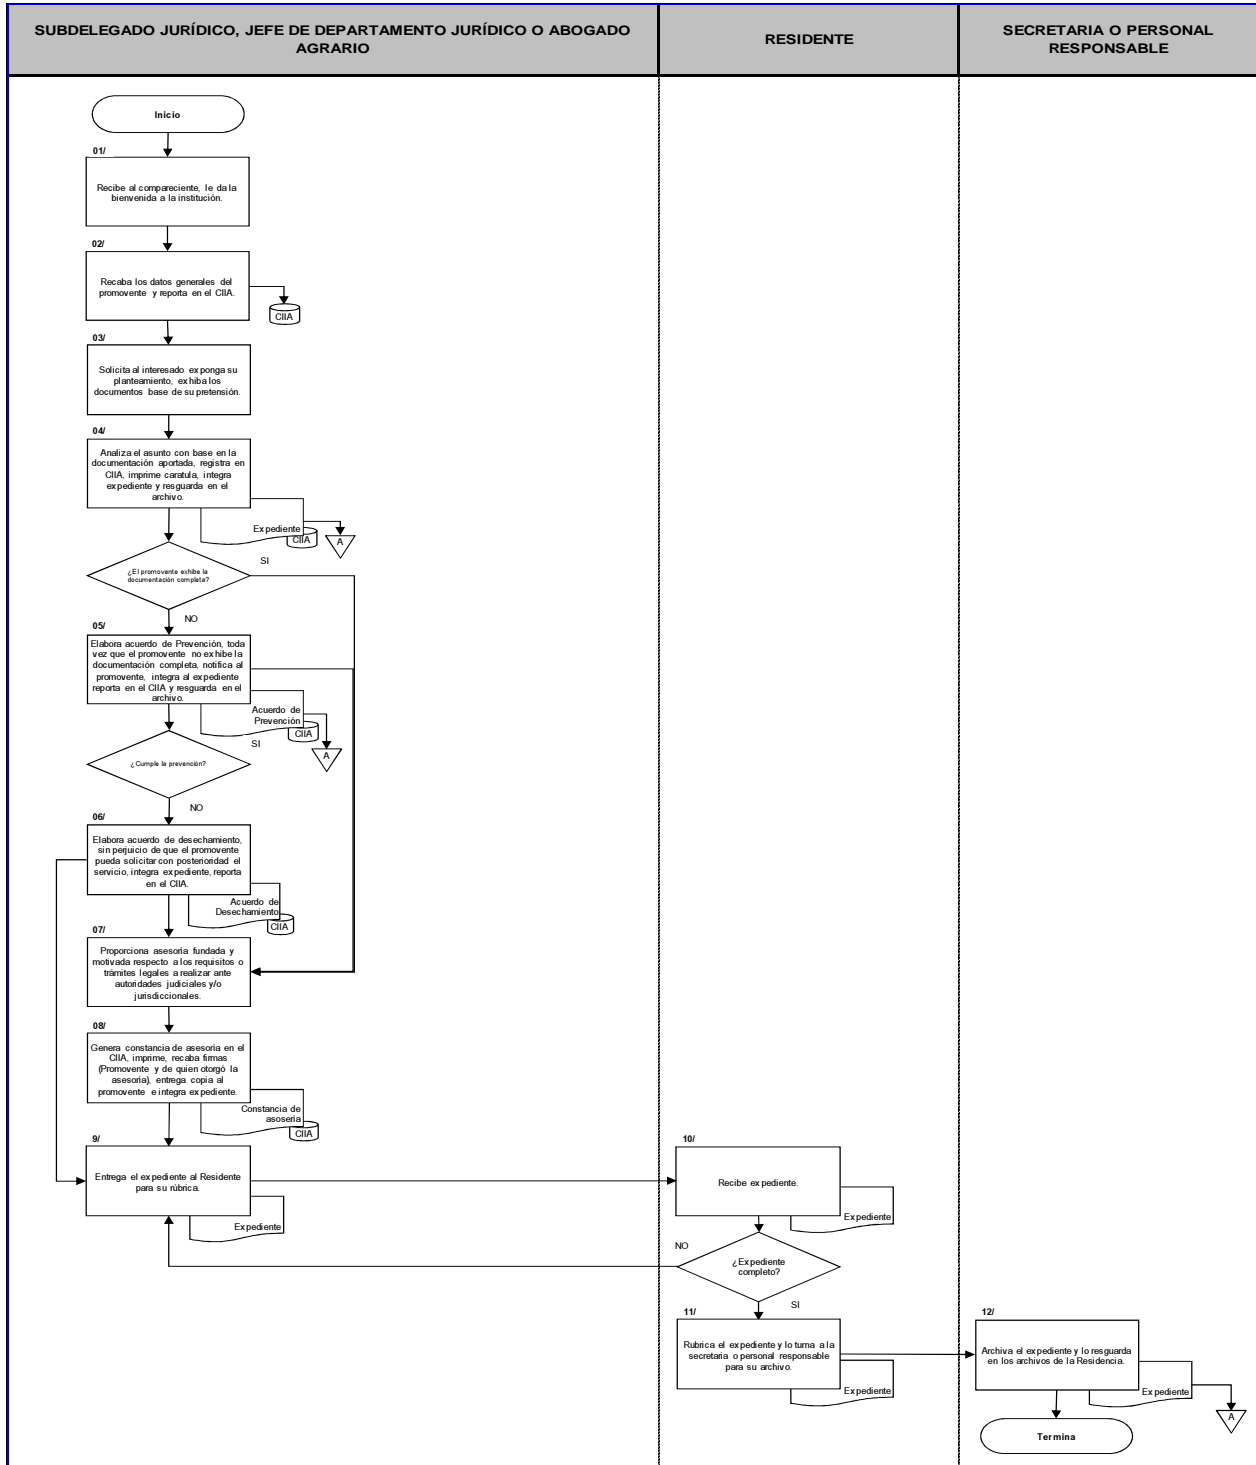 SUBDELEGADO JURÍDICO, JEFE DE DEPARTAMENTO JURÍDICO O ABOGADO
AGRARIO
RESIDENTE
SECRETARIA O PERSONAL
RESPONSABLE
Inicio
01/
Recibe al compareciente, le da la
bienvenida a la institución.
02/
Recaba los datos generales del
promovente y reporta en el CIIA.
CIIA
03/
Solicita al interesado exponga su
planteamiento, exhiba los
documentos base de su pretensión.
04/
Analiza el asunto con base en la
documentación aportada, registra en
CIIA, imprime caratula, integra
expediente y resguarda en el
archivo.
Expediente
CIIA
A
¿El promovente exhibe la
documentación completa?
SI
NO
05/
Elabora acuerdo de Prevención, toda
vez que el promovente no exhibe la
documentación completa, notifica al
promovente, integra al expediente
reporta en el CIIA y resguarda en el
archivo.
Acuerdo de
Prevención
CIIA
A
SI
¿Cumple la prevención?
NO
06/
Elabora acuerdo de desechamiento,
sin perjuicio de que el promovente
pueda solicitar con posterioridad el
servicio, integra expediente, reporta
en el CIIA.
Acuerdo de
Desechamiento
CIIA
07/
Proporciona asesoría fundada y
motivada respecto a los requisitos o
trámites legales a realizar ante
autoridades judiciales y/o
jurisdiccionales.
08/
Genera constancia de asesoría en el
CIIA, imprime, recaba firmas
(Promovente y de quien otorgó la
asesoría), entrega copia al
promovente e integra expediente.
Constancia de
asosería
CIIA
9/
Entrega el expediente al Residente
para su rúbrica.
Expediente
10/
Recibe expediente.
Expediente
NO
¿Expediente
completo?
SI
11/
Rubrica el expediente y lo turna a la
secretaria o personal responsable
para su archivo.
Expediente
12/
Archiva el expediente y lo resguarda
en los archivos de la Residencia.
Expediente
A
Termina